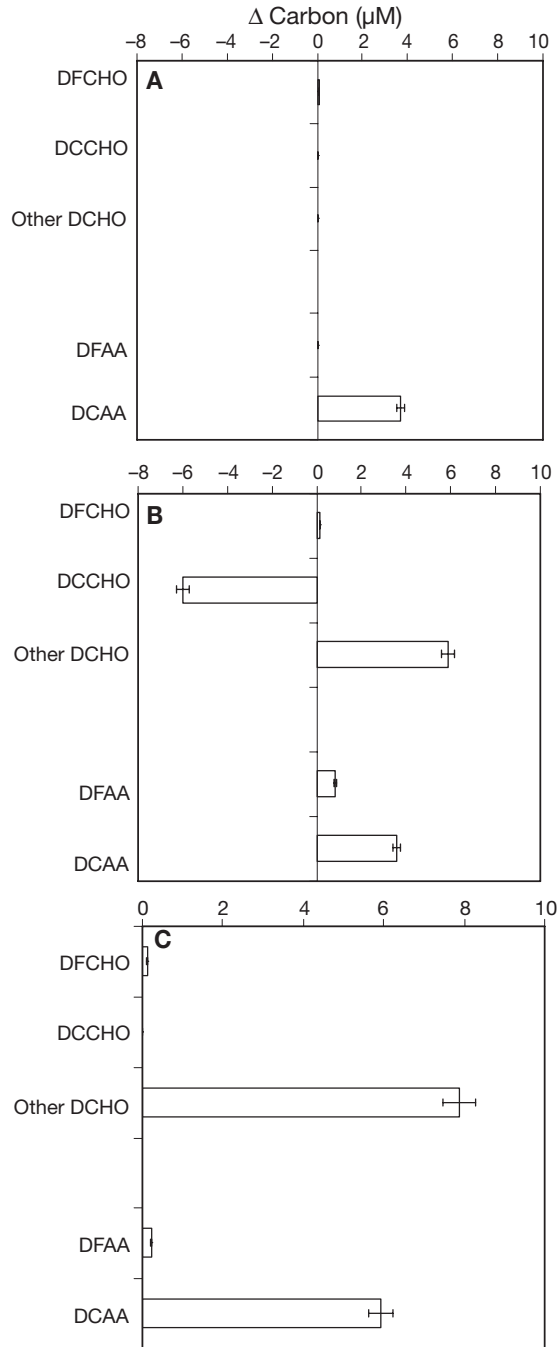 Δ Carbon (µM)
−8 −6 −4 −2 0 2 4 6 8 10
A
DFCHO
DCCHO
Other DCHO
DFAA
DCAA
−8 −6 −4 −2 0 2 4 6 8 10
B
DFCHO
DCCHO
Other DCHO
DFAA
DCAA
0 2 4 6 8 10
C
DFCHO
DCCHO
Other DCHO
DFAA
DCAA